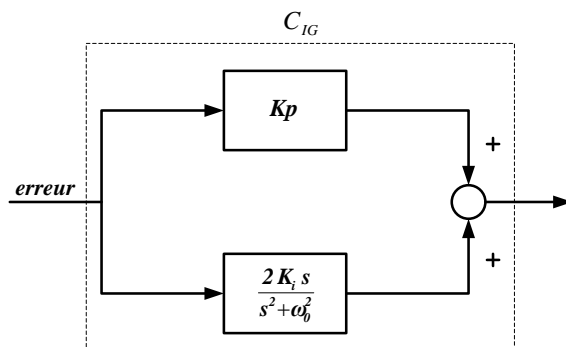 C_IG
Kp
+
erreur
+
2 K_i s
s²+ω₀²